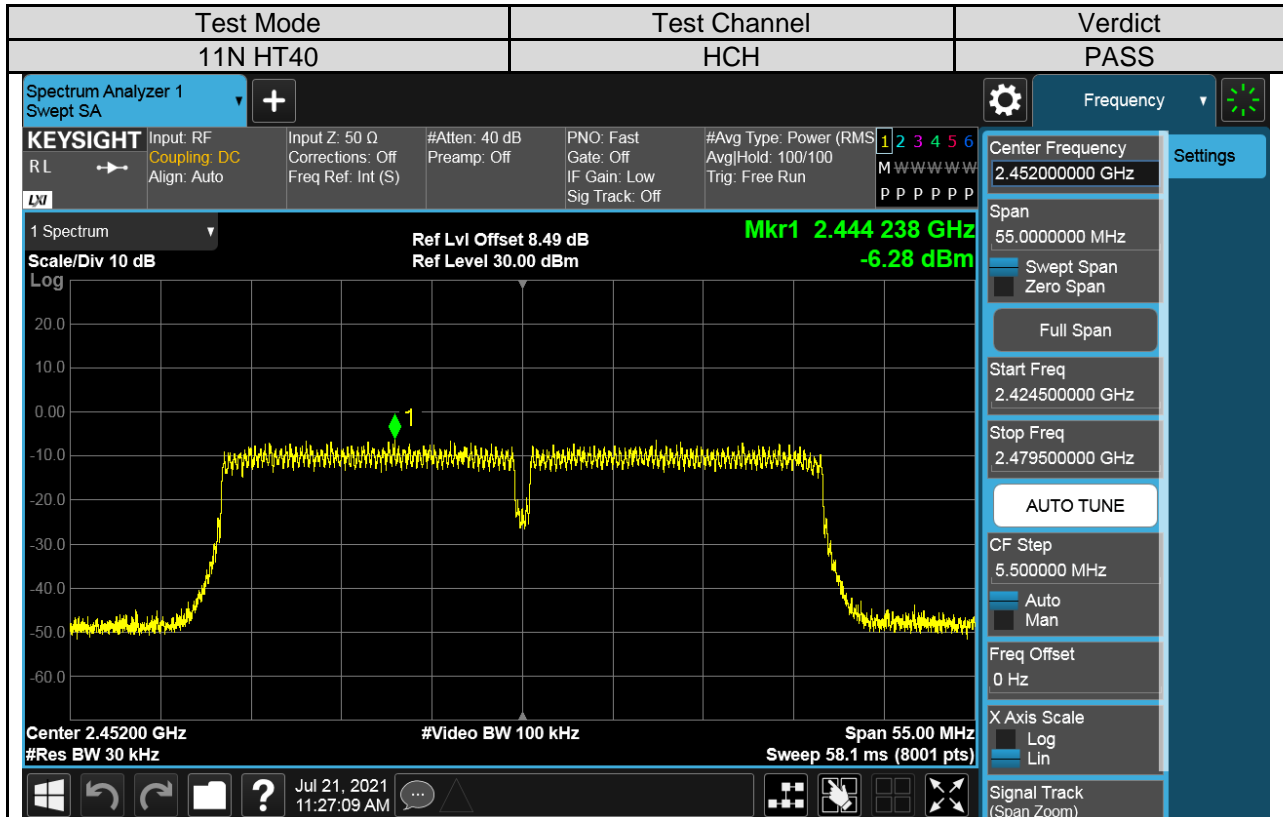 Test Mode Test Channel Verdict
11N HT40 HCH PASS
Spectrum Analyzer 1
Swept SA
+
Frequency
KEYSIGHT
RL
LXI
Input: RF
Coupling: DC
Align: Auto
Input Z: 50 Ω
Corrections: Off
Freq Ref: Int (S)
#Atten: 40 dB
Preamp: Off
PNO: Fast
Gate: Off
IF Gain: Low
Sig Track: Off
#Avg Type: Power (RMS
Avg|Hold: 100/100
Trig: Free Run
1 2 3 4 5 6
M W W W W W
P P P P P P
1 Spectrum
Scale/Div 10 dB
Log
Ref Lvl Offset 8.49 dB
Ref Level 30.00 dBm
Mkr1 2.444 238 GHz
-6.28 dBm
20.0
10.0
0.00
-10.0
-20.0
-30.0
-40.0
-50.0
-60.0
1
Center 2.45200 GHz
#Res BW 30 kHz
#Video BW 100 kHz
Span 55.00 MHz
Sweep 58.1 ms (8001 pts)
Center Frequency
2.452000000 GHz
Settings
Span
55.0000000 MHz
Swept Span
Zero Span
Full Span
Start Freq
2.424500000 GHz
Stop Freq
2.479500000 GHz
AUTO TUNE
CF Step
5.500000 MHz
Auto
Man
Freq Offset
0 Hz
X Axis Scale
Log
Lin
Signal Track
(Span Zoom)
?
Jul 21, 2021
11:27:09 AM